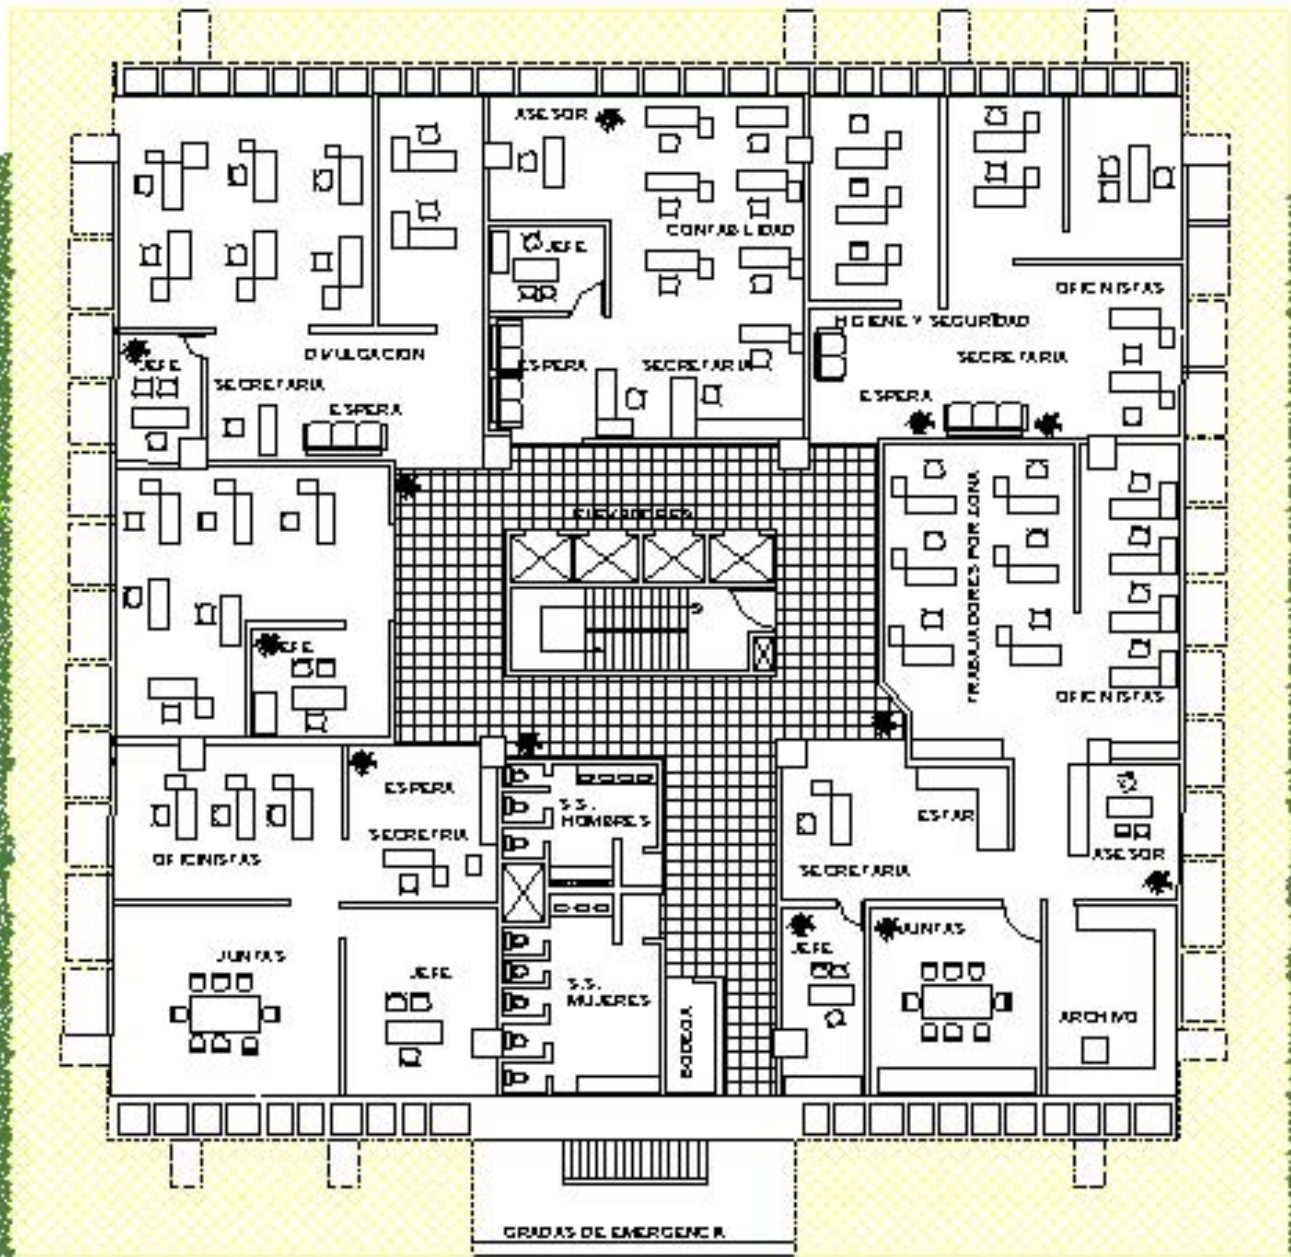 ASESOR
CONTABILIDAD
JEFE
OFICINISTAS
HIGIENE Y SEGURIDAD
DIVULGACION
JEFE
ESPERA
SECRETARIA
SECRETARIA
SECRETARIA
ESPERA
ESPERA
ELEVADORES
TRABAJADORES POR ZONA
JEFE
OFICINISTAS
ESPERA
S.S.
HOMBRES
ESTAR
SECRETRIA
OFICINISTAS
ASESOR
SECRETARIA
JUNTAS
JEFE
JEFE
JUNTAS
S.S.
MUJERES
ARCHIVO
BODEGA
GRADAS DE EMERGENCIA